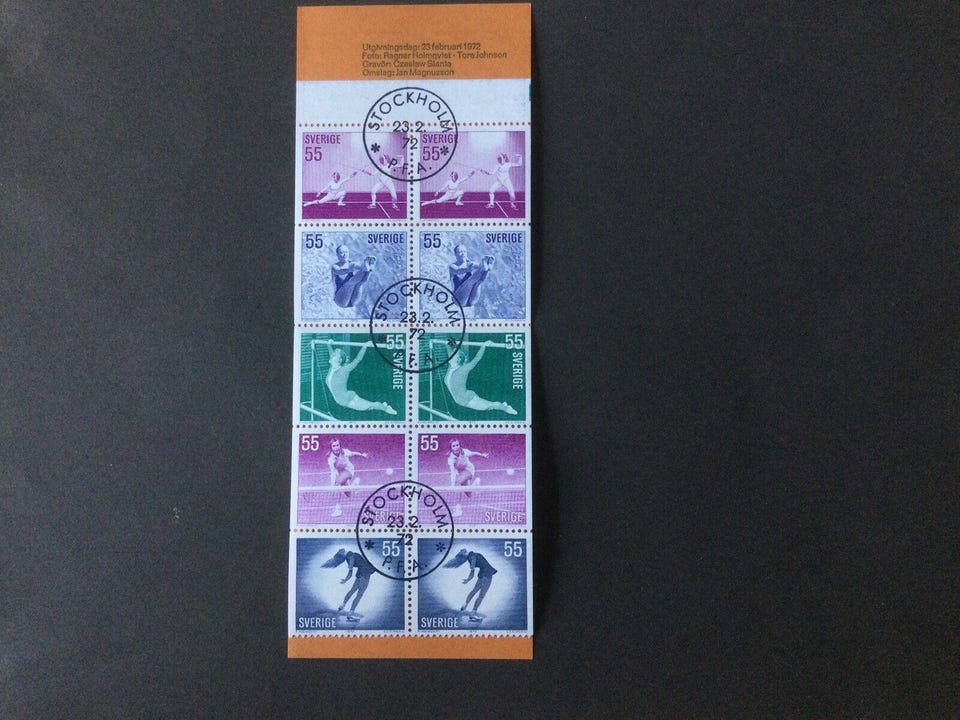 Utgivningsdag: 23 februari 1972
Foto: Ragnar Holmqvist · Tore Johnson
Gravör: Czesław Słania
Omslag: Jan Magnusson
STOCKHOLM
23.2.
72
* P.F.A. *
SVERIGE
55
SVERIGE
55
55 SVERIGE
55 SVERIGE
STOCKHOLM
23.2.
72
* P.F.A. *
55
SVERIGE
55
SVERIGE
55
SVERIGE
55
SVERIGE
STOCKHOLM
23.2.
72
* P.F.A. *
55
SVERIGE
55
SVERIGE